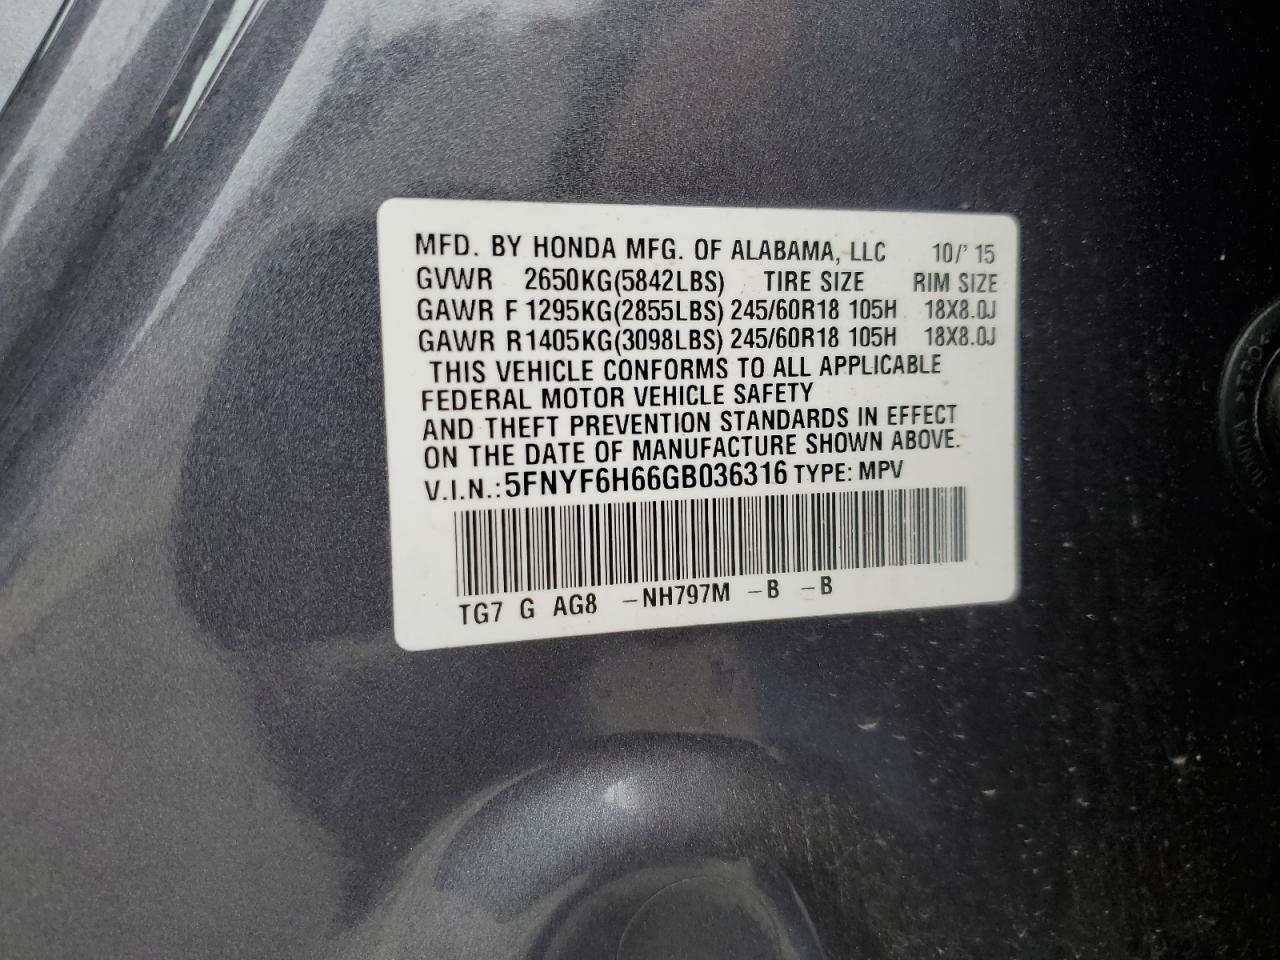 MFD. BY HONDA MFG. OF ALABAMA, LLC 10/' 15
GVWR 2650KG(5842LBS) TIRE SIZE RIM SIZE
GAWR F 1295KG(2855LBS) 245/60R18 105H 18X8.0J
GAWR R1405KG(3098LBS) 245/60R18 105H 18X8.0J
THIS VEHICLE CONFORMS TO ALL APPLICABLE
FEDERAL MOTOR VEHICLE SAFETY
AND THEFT PREVENTION STANDARDS IN EFFECT
ON THE DATE OF MANUFACTURE SHOWN ABOVE.
V.I.N.:5FNYF6H66GB036316 TYPE: MPV
TG7 G AG8 -NH797M -B -B
HONDA